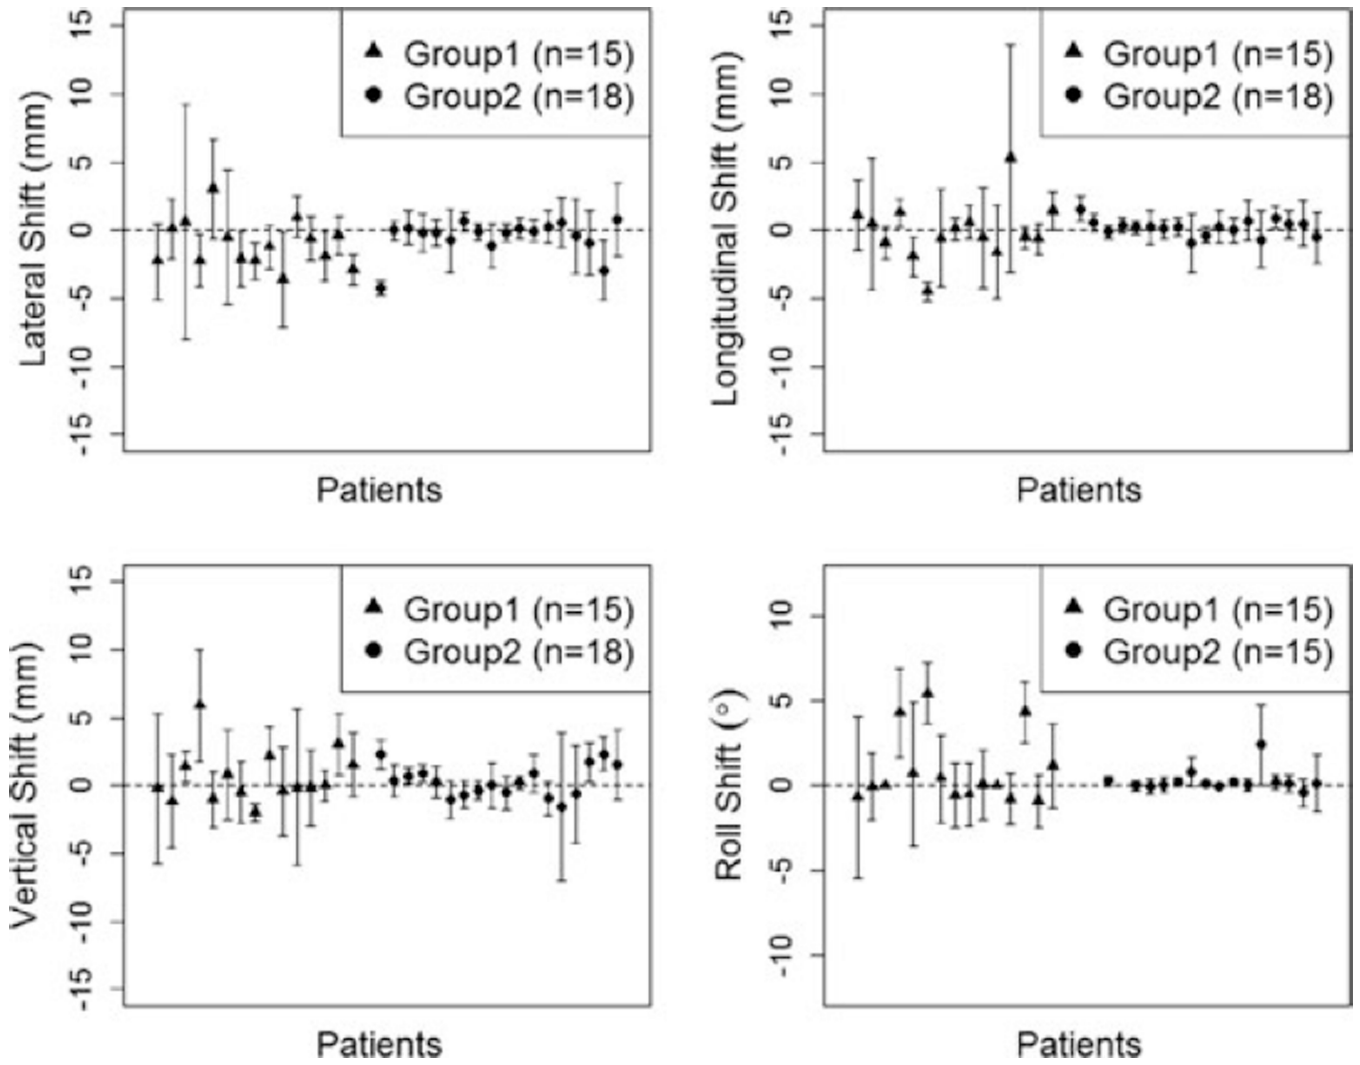 Lateral Shift (mm)
15
10
5
0
-5
-10
-15
Group1 (n=15)
Group2 (n=18)
Patients
Longitudinal Shift (mm)
15
10
5
0
-5
-10
-15
Group1 (n=15)
Group2 (n=18)
Patients
Vertical Shift (mm)
15
10
5
0
-5
-10
-15
Group1 (n=15)
Group2 (n=18)
Patients
Roll Shift (°)
10
5
0
-5
-10
Group1 (n=15)
Group2 (n=15)
Patients